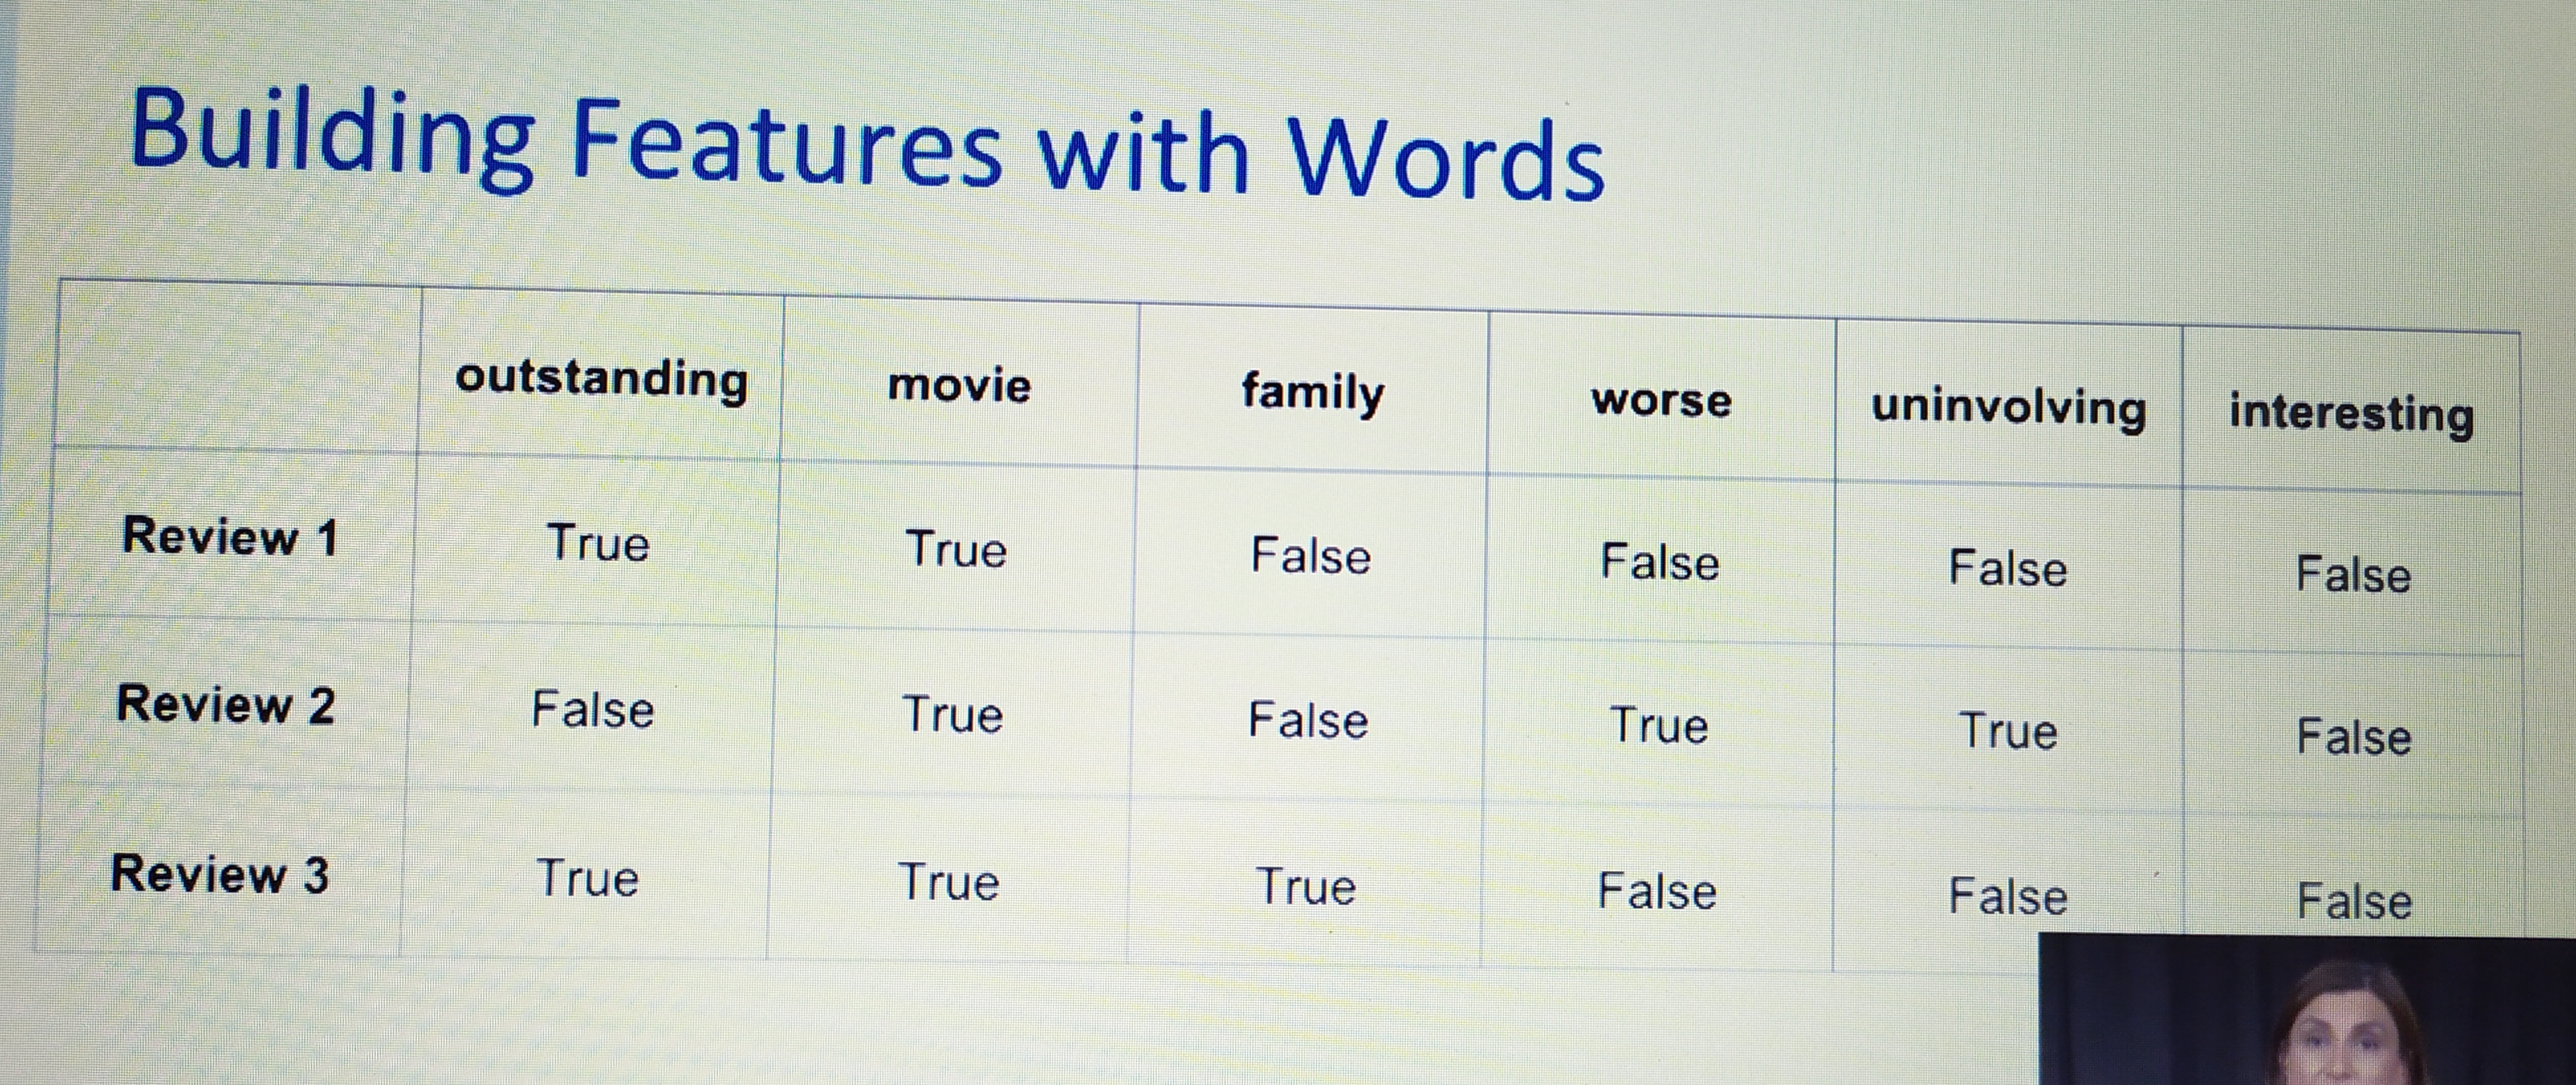 Building Features with Words
outstanding movie family worse uninvolving interesting
Review 1 True True False False False False
Review 2 False True False True True False
Review 3 True True True False False False